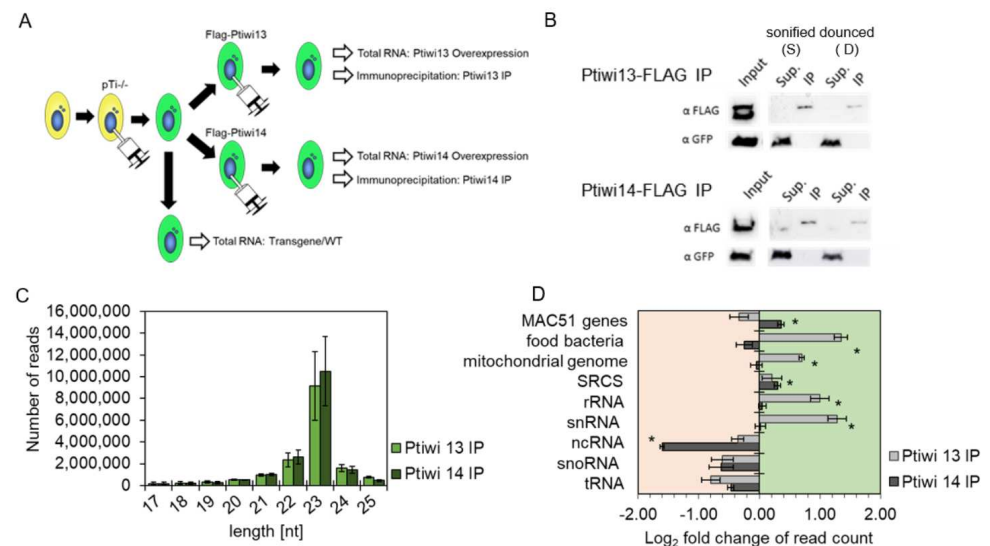 A
Flag-Ptiwi13
Total RNA: Ptiwi13 Overexpression
Immunoprecipitation: Ptiwi13 IP
pTi-/-
Flag-Ptiwi14
Total RNA: Ptiwi14 Overexpression
Immunoprecipitation: Ptiwi14 IP
Total RNA: Transgene/WT
B
sonified dounced
(S) ( D)
Ptiwi13-FLAG IP
Input Sup. IP Sup. IP
α FLAG
α GFP
Ptiwi14-FLAG IP
Input Sup. IP Sup. IP
α FLAG
α GFP
C
Number of reads
16,000,000
14,000,000
12,000,000
10,000,000
8,000,000
6,000,000
4,000,000
2,000,000
0
17 18 19 20 21 22 23 24 25
length [nt]
Ptiwi 13 IP
Ptiwi 14 IP
D
MAC51 genes *
food bacteria *
mitochondrial genome *
SRCS *
rRNA *
snRNA *
ncRNA *
snoRNA
tRNA
-2.00 -1.00 0.00 1.00 2.00
Log2 fold change of read count
Ptiwi 13 IP
Ptiwi 14 IP